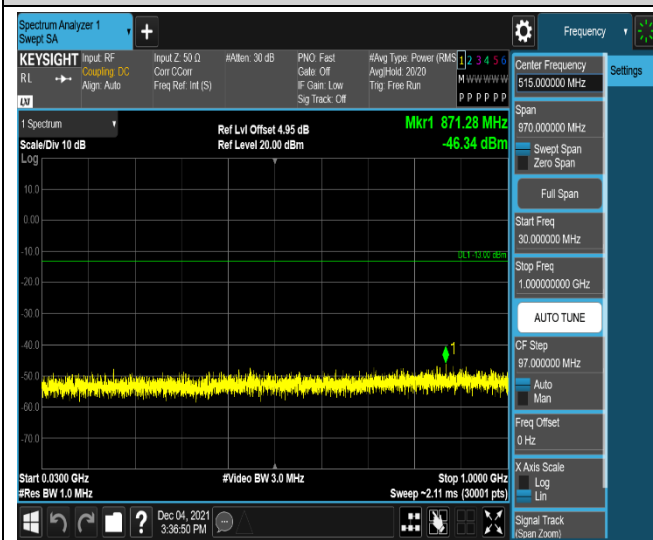 Spectrum Analyzer 1
Swept SA
+
Frequency
KEYSIGHT
RL
LXI
Input: RF
Coupling: DC
Align: Auto
Input Z: 50 Ω
Corr CCorr
Freq Ref: Int (S)
#Atten: 30 dB
PNO: Fast
Gate: Off
IF Gain: Low
Sig Track: Off
#Avg Type: Power (RMS
Avg|Hold: 20/20
Trig: Free Run
1 2 3 4 5 6
M W W W W W
P P P P P P
1 Spectrum
Scale/Div 10 dB
Log
Ref Lvl Offset 4.95 dB
Ref Level 20.00 dBm
Mkr1 871.28 MHz
-46.34 dBm
10.0
0.00
-10.0
DL1 -13.00 dBm
-20.0
-30.0
-40.0
1
-50.0
-60.0
-70.0
Start 0.0300 GHz
#Res BW 1.0 MHz
#Video BW 3.0 MHz
Stop 1.0000 GHz
Sweep ~2.11 ms (30001 pts)
?
Dec 04, 2021
3:36:50 PM
Center Frequency
515.000000 MHz
Settings
Span
970.000000 MHz
Swept Span
Zero Span
Full Span
Start Freq
30.000000 MHz
Stop Freq
1.000000000 GHz
AUTO TUNE
CF Step
97.000000 MHz
Auto
Man
Freq Offset
0 Hz
X Axis Scale
Log
Lin
Signal Track
(Span Zoom)